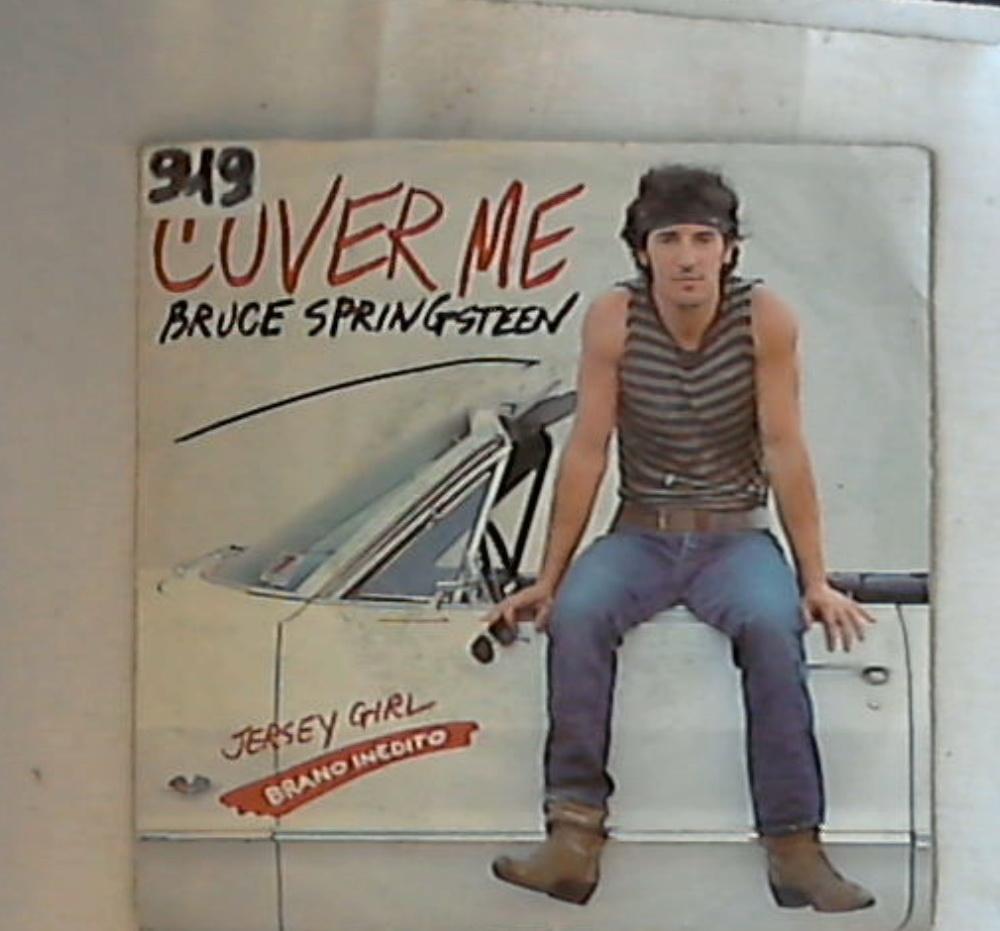 919
COVER ME
BRUCE SPRINGSTEEN
JERSEY GIRL
BRANO INEDITO